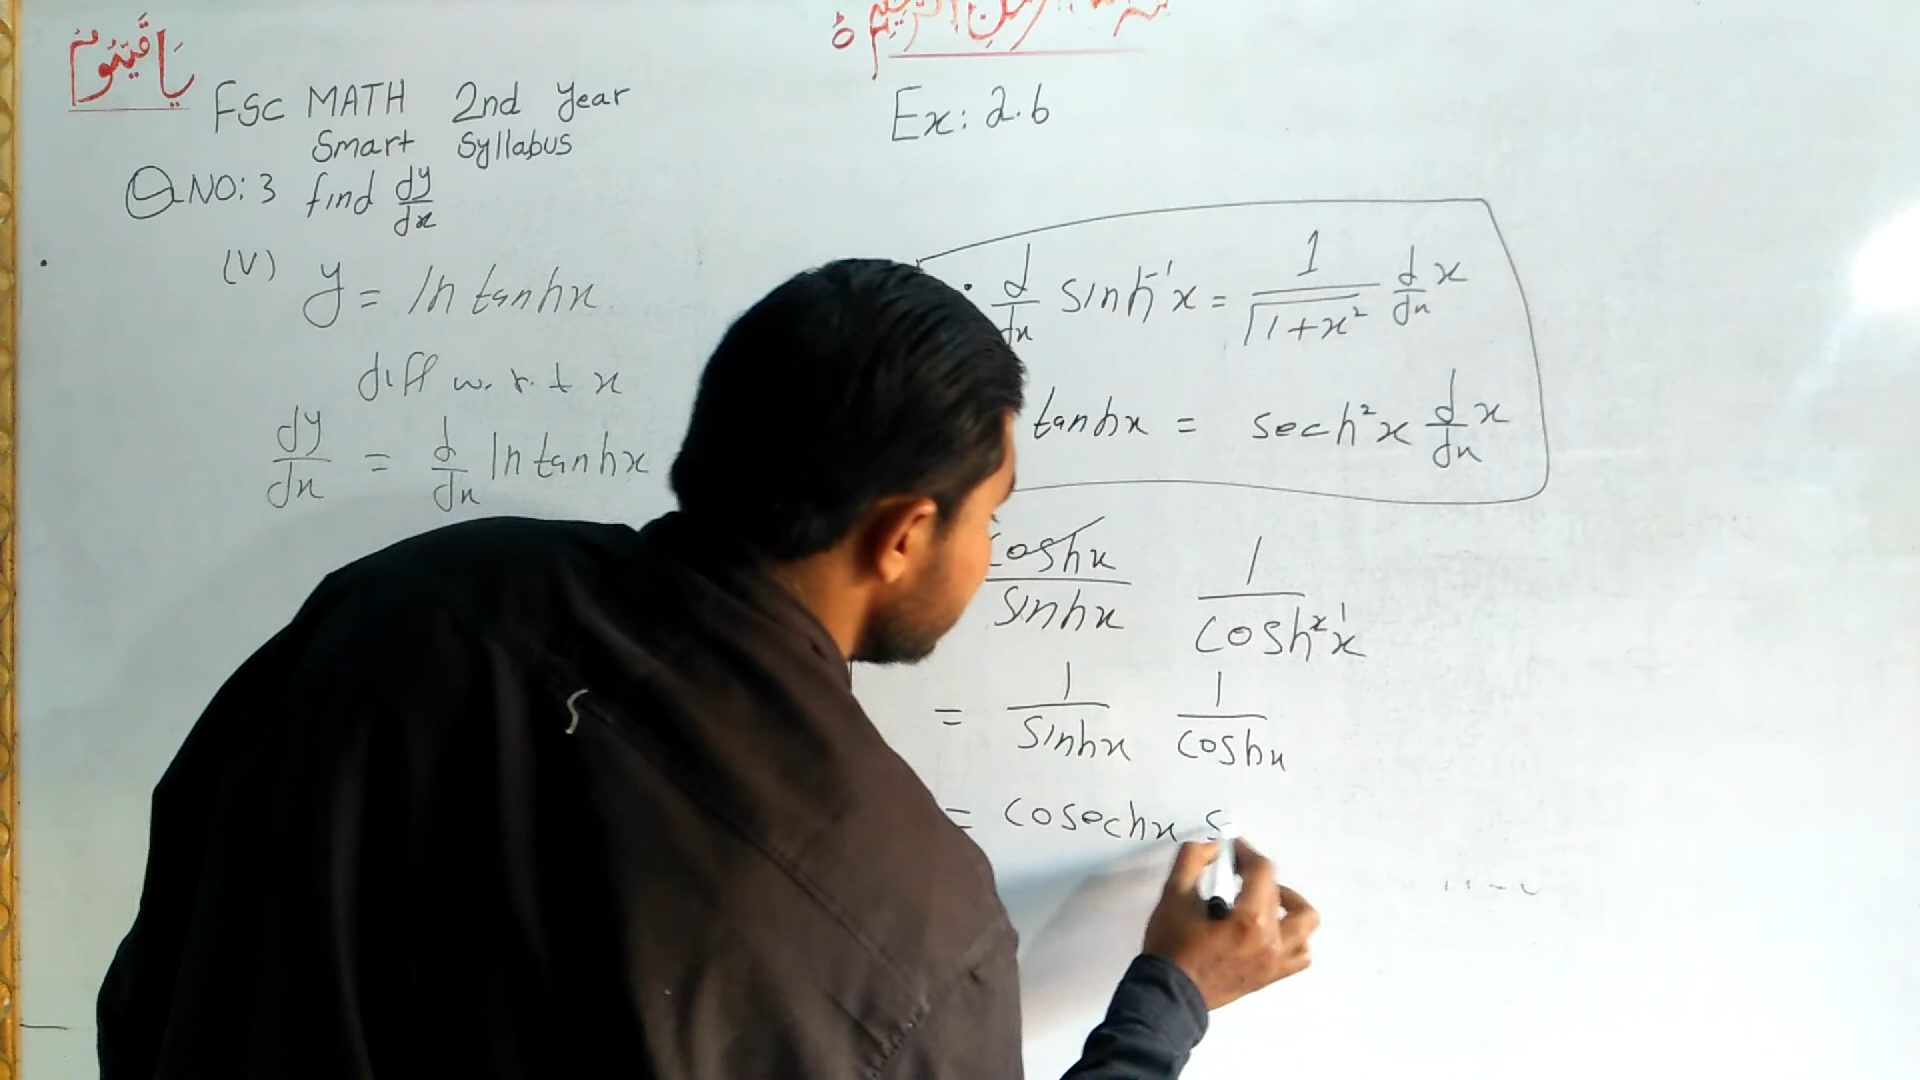 یَا قَیُّوْمُ
FSc MATH 2nd Year
Smart Syllabus
Q NO: 3 find dy/dx
(V) y = ln tanhx
diff w.r.t x
dy/dx = d/dx ln tanhx
Ex: 2.6
• d/dx sinh⁻¹x = 1/√1+x² d/dx x
tanhx = sech²x d/dx x
coshx/sinhx 1/cosh²x
= 1/sinhx 1/coshx
= cosechx s